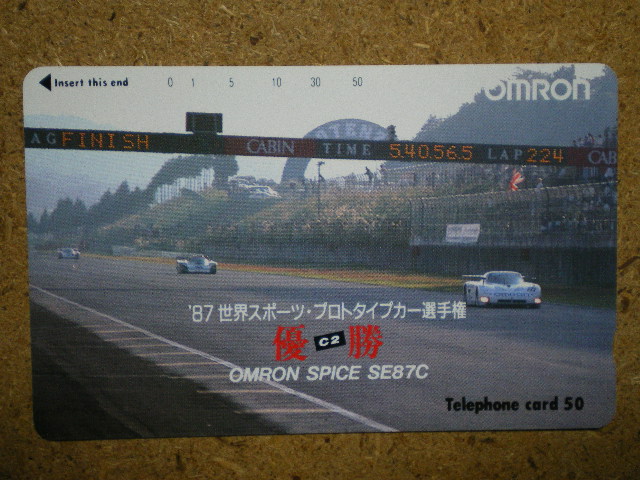 Insert this end 0 1 5 10 30 50
OMRON
AG FINISH CABIN TIME 5.40.56.5 LAP 224 CAB
'87 世界スポーツ・プロトタイプカー選手権
優 C2 勝
OMRON SPICE SE87C
Telephone card 50